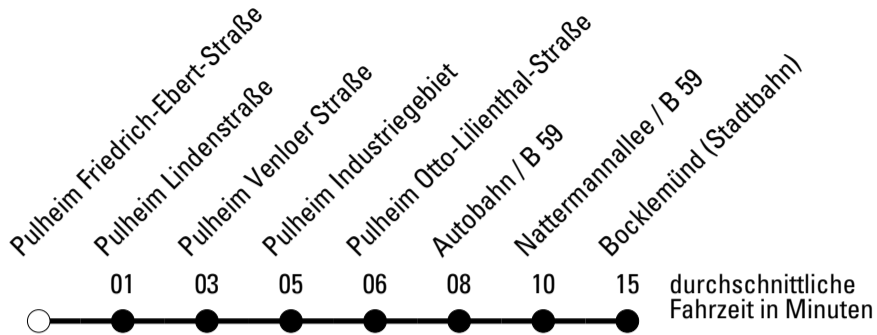 Pulheim Friedrich-Ebert-Straße
Pulheim Lindenstraße
Pulheim Venloer Straße
Pulheim Industriegebiet
Pulheim Otto-Lilienthal-Straße
Autobahn / B 59
Nattermannallee / B 59
Bocklemünd (Stadtbahn)
01 03 05 06 08 10 15 durchschnittliche
Fahrzeit in Minuten